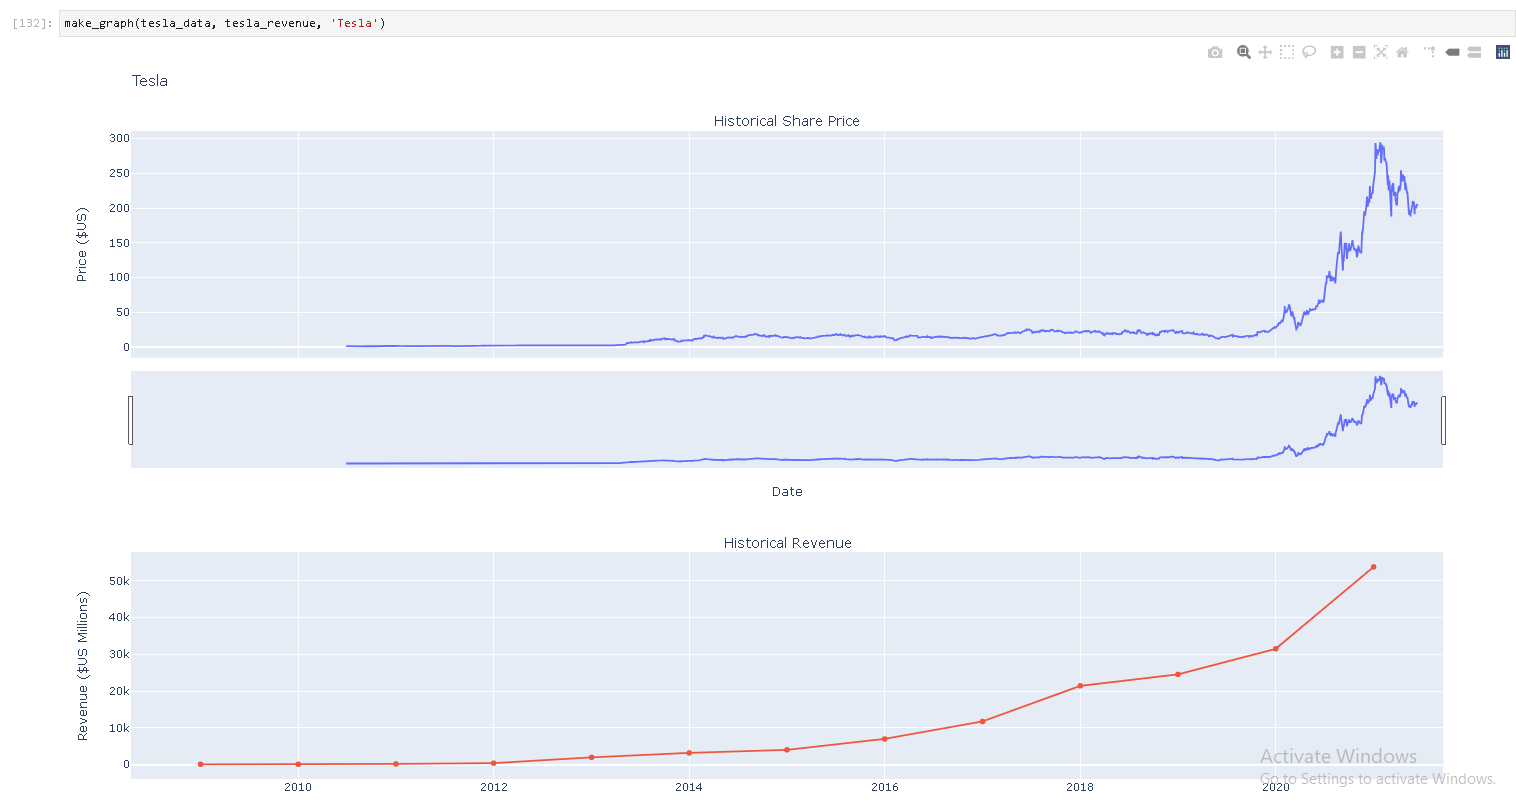 [132]: make_graph(tesla_data, tesla_revenue, 'Tesla')
Tesla
Historical Share Price
300
250
200
150
100
50
0
Price ($US)
Date
Historical Revenue
50k
40k
30k
20k
10k
0
Revenue ($US Millions)
2010 2012 2014 2016 2018 2020
Activate Windows
Go to Settings to activate Windows.